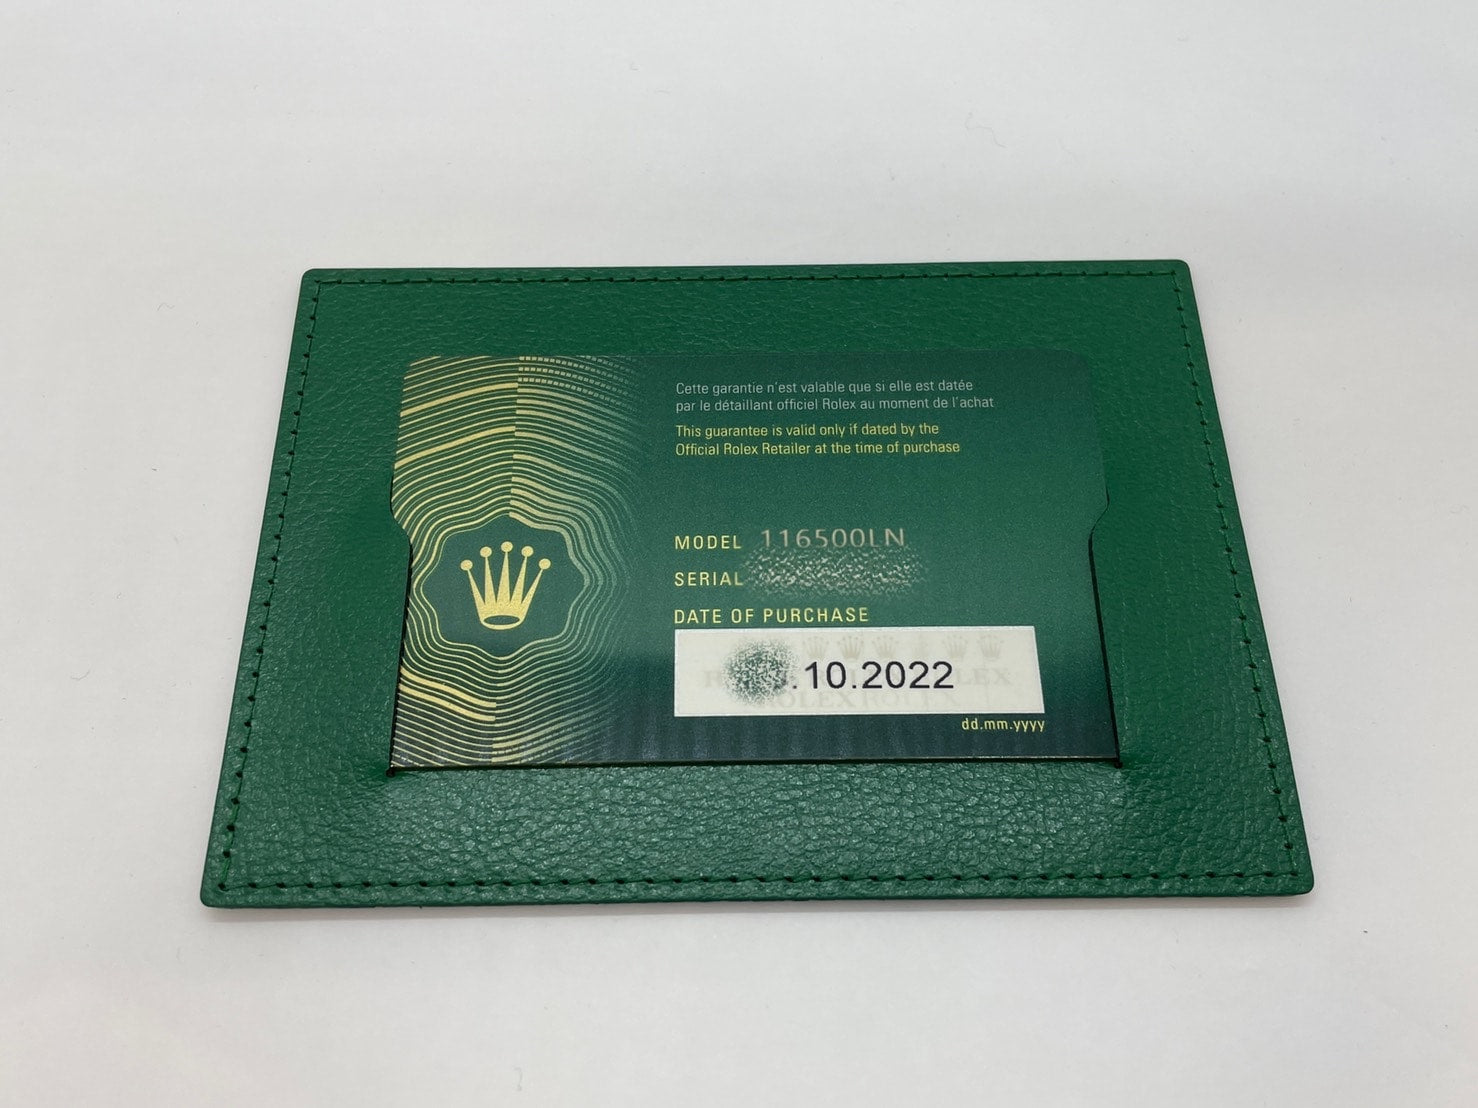 Cette garantie n'est valable que si elle est datée
par le détaillant officiel Rolex au moment de l'achat
This guarantee is valid only if dated by the
Official Rolex Retailer at the time of purchase
MODEL 116500LN
SERIAL
DATE OF PURCHASE
.10.2022
dd.mm.yyyy